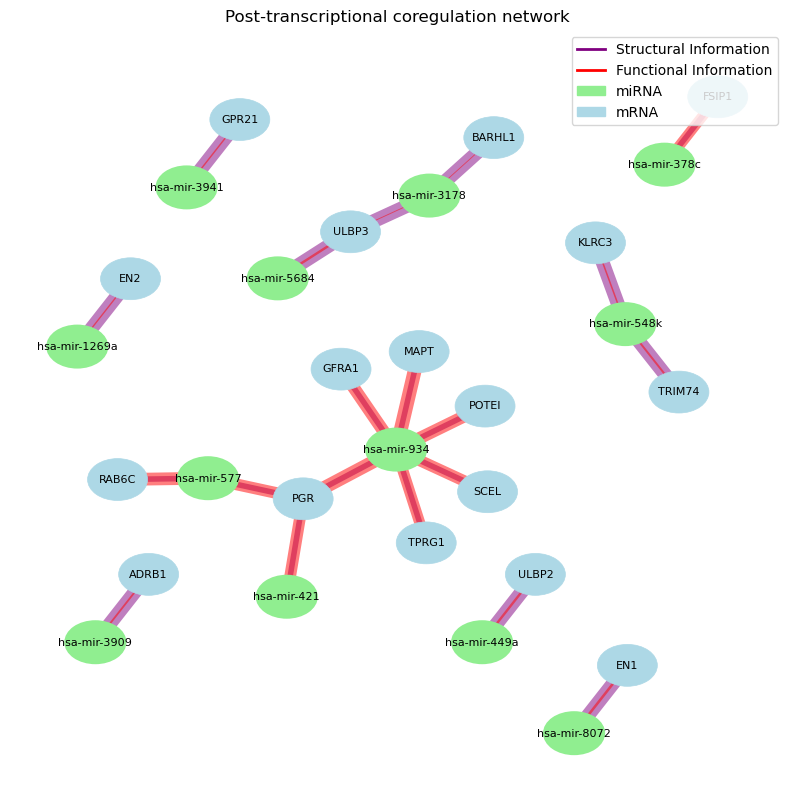 Post-transcriptional coregulation network
Structural Information
Functional Information
miRNA
mRNA
FSIP1
GPR21
BARHL1
hsa-mir-378c
hsa-mir-3941
hsa-mir-3178
ULBP3
KLRC3
EN2
hsa-mir-5684
hsa-mir-548k
hsa-mir-1269a
MAPT
GFRA1
TRIM74
POTEI
hsa-mir-934
RAB6C
hsa-mir-577
SCEL
PGR
TPRG1
ADRB1
ULBP2
hsa-mir-421
hsa-mir-3909
hsa-mir-449a
EN1
hsa-mir-8072